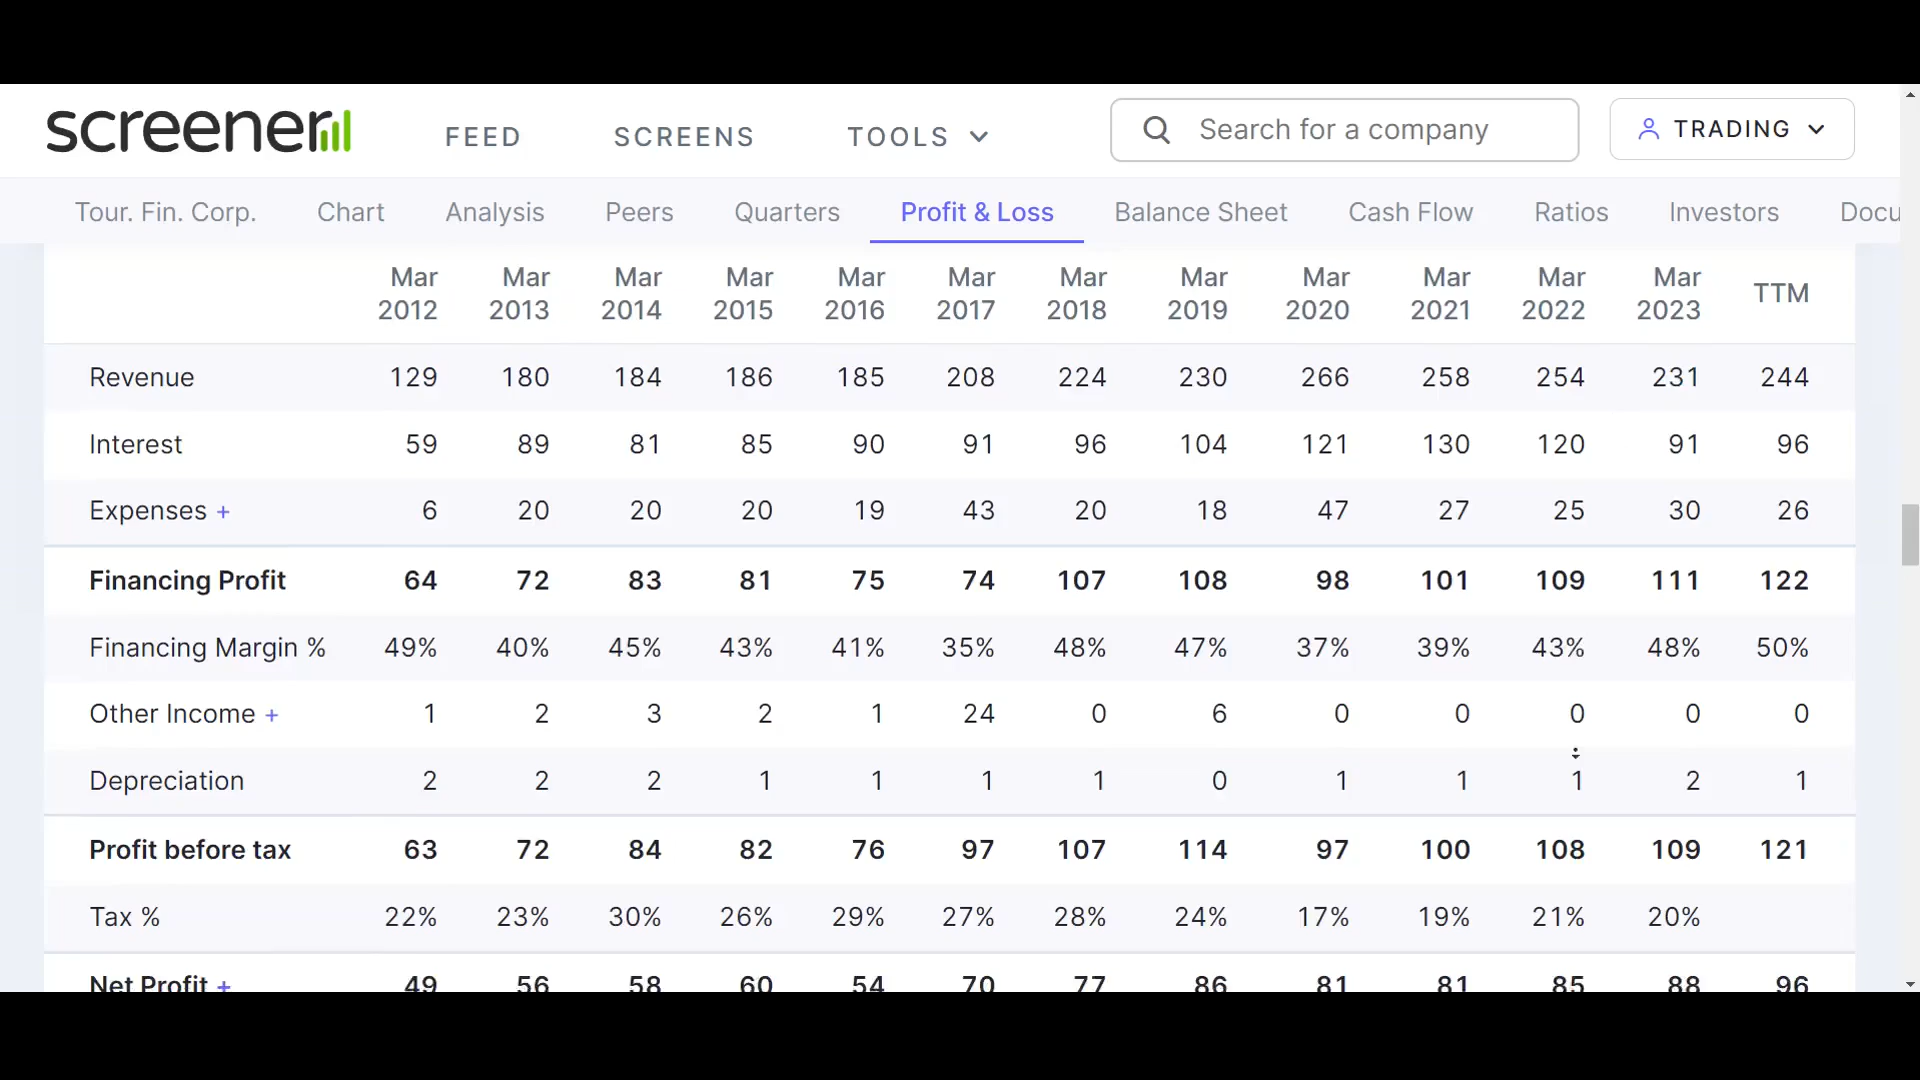 screener
FEED SCREENS TOOLS Search for a company TRADING
Tour. Fin. Corp. Chart Analysis Peers Quarters Profit & Loss Balance Sheet Cash Flow Ratios Investors Docu
Mar 2012 Mar 2013 Mar 2014 Mar 2015 Mar 2016 Mar 2017 Mar 2018 Mar 2019 Mar 2020 Mar 2021 Mar 2022 Mar 2023 TTM
Revenue 129 180 184 186 185 208 224 230 266 258 254 231 244
Interest 59 89 81 85 90 91 96 104 121 130 120 91 96
Expenses + 6 20 20 20 19 43 20 18 47 27 25 30 26
Financing Profit 64 72 83 81 75 74 107 108 98 101 109 111 122
Financing Margin % 49% 40% 45% 43% 41% 35% 48% 47% 37% 39% 43% 48% 50%
Other Income + 1 2 3 2 1 24 0 6 0 0 0 0 0
Depreciation 2 2 2 1 1 1 1 0 1 1 1 2 1
Profit before tax 63 72 84 82 76 97 107 114 97 100 108 109 121
Tax % 22% 23% 30% 26% 29% 27% 28% 24% 17% 19% 21% 20%
Net Profit + 49 56 58 60 54 70 77 86 81 81 85 88 96